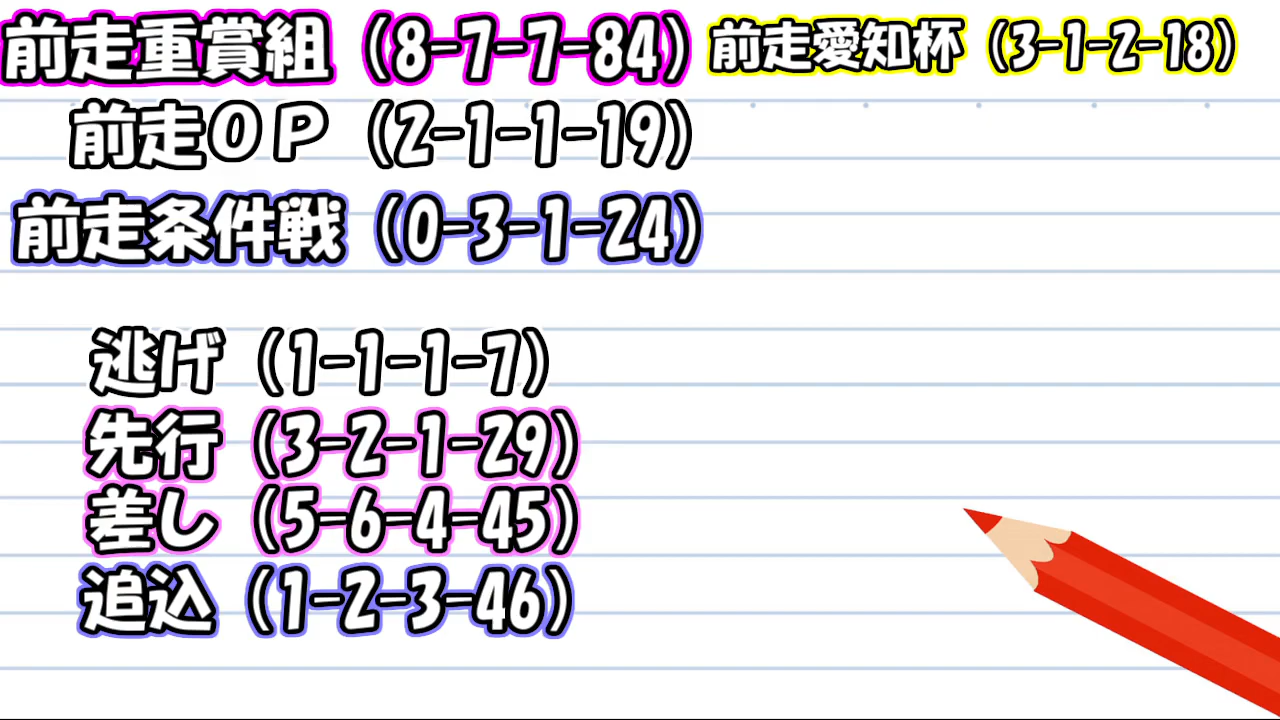 前走重賞組（8-7-7-84）
前走愛知杯（3-1-2-18）
前走ＯＰ（2-1-1-19）
前走条件戦（0-3-1-24）
逃げ（1-1-1-7）
先行（3-2-1-29）
差し（5-6-4-45）
追込（1-2-3-46）